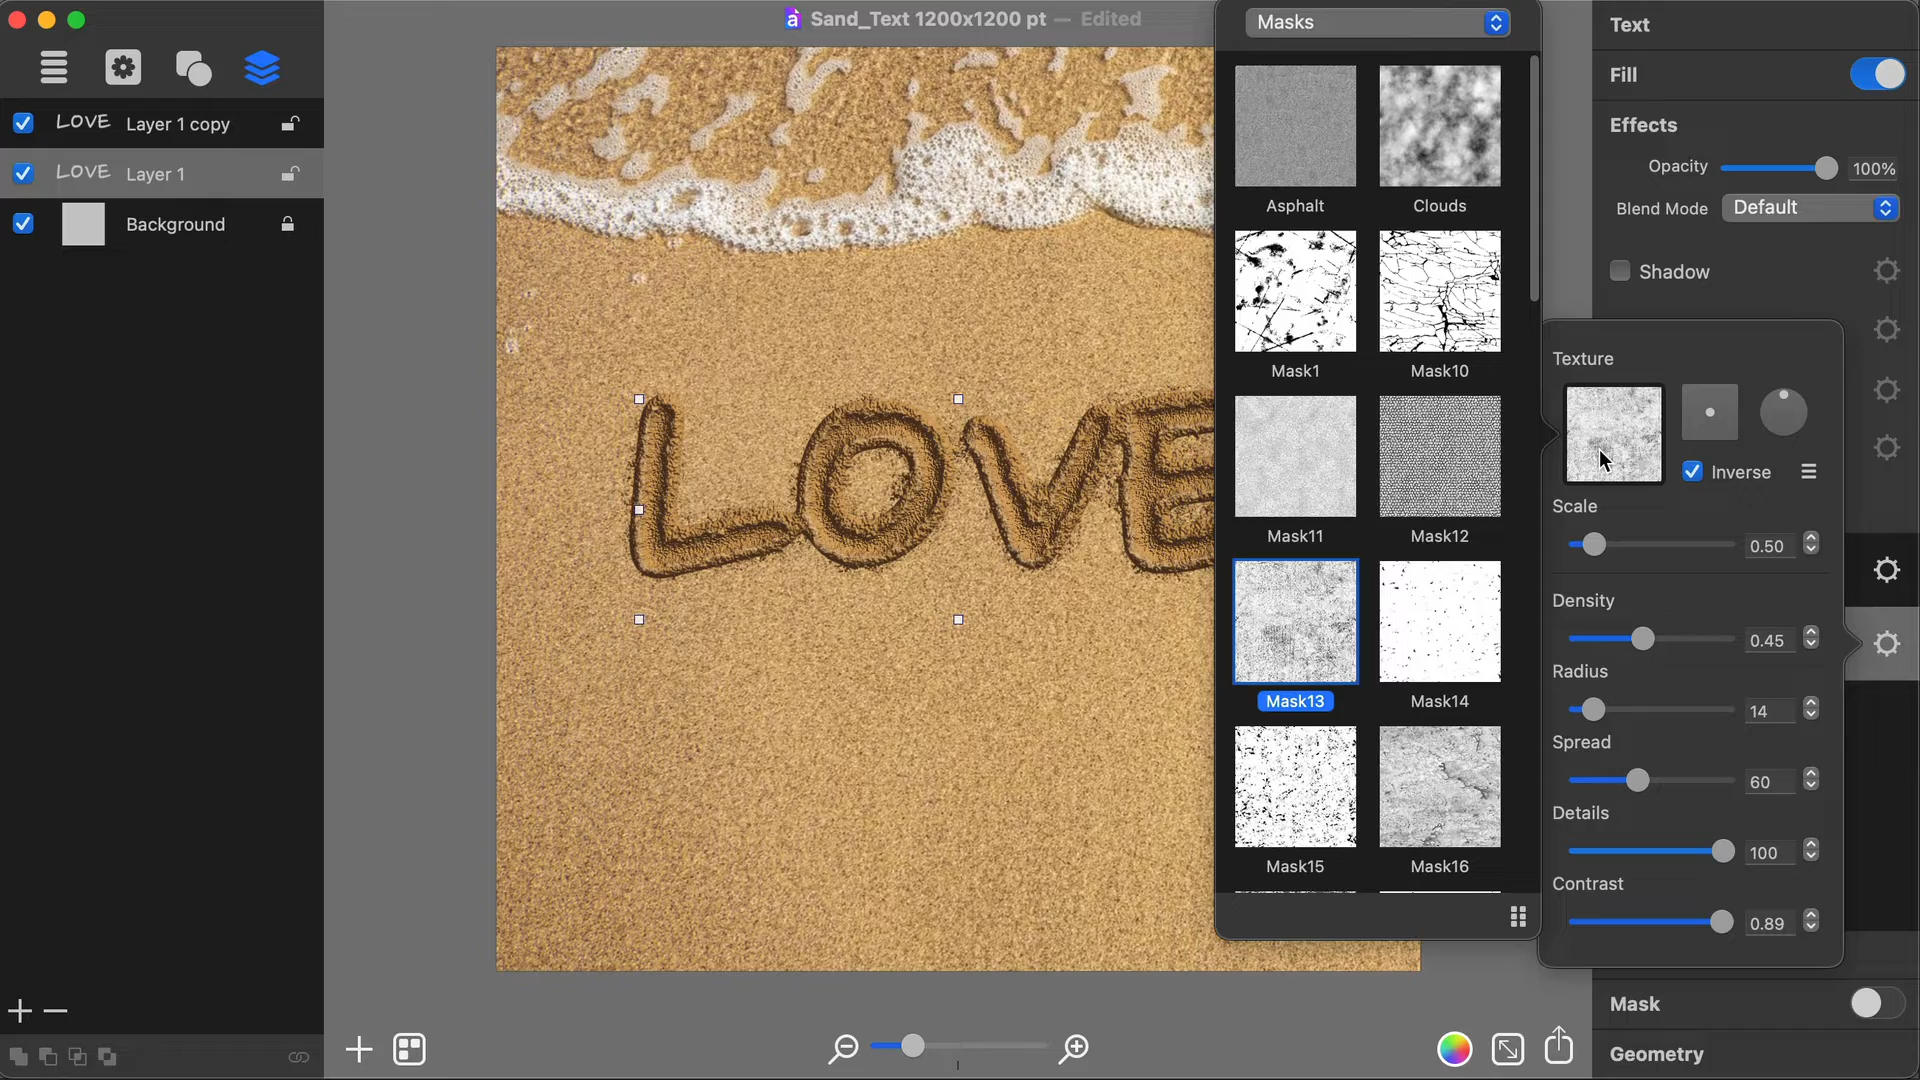 Sand_Text 1200x1200 pt — Edited
LOVE Layer 1 copy
LOVE Layer 1
Background
LOVE
Masks
Asphalt Clouds
Mask1 Mask10
Mask11 Mask12
Mask13 Mask14
Mask15 Mask16
Text
Fill
Effects
Opacity 100%
Blend Mode Default
Shadow
Texture
Inverse
Scale
0.50
Density
0.45
Radius
14
Spread
60
Details
100
Contrast
0.89
Mask
Geometry